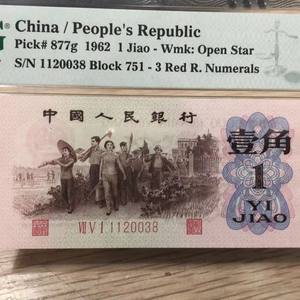 China / People's Republic
Pick# 877g 1962 1 Jiao - Wmk: Open Star
S/N 1120038 Block 751 - 3 Red R. Numerals
中國人民銀行
壹角
1
YI
JIAO
VII V I 1120038